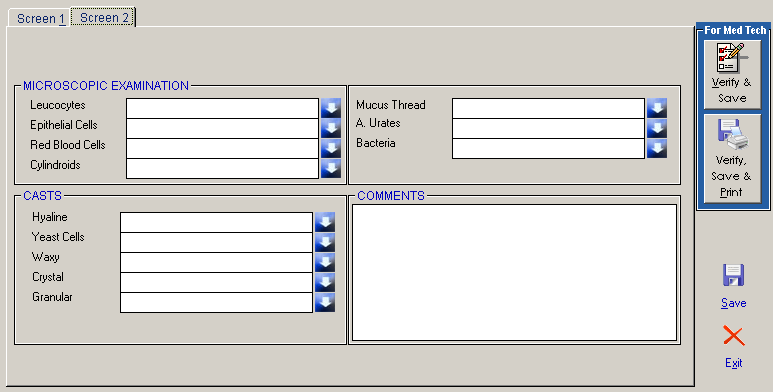 Screen 1
Screen 2
For Med Tech
Verify &
Save
MICROSCOPIC EXAMINATION
Leucocytes
Epithelial Cells
Red Blood Cells
Cylindroids
Mucus Thread
A. Urates
Bacteria
Verify,
Save &
Print
CASTS
Hyaline
Yeast Cells
Waxy
Crystal
Granular
COMMENTS
Save
Exit